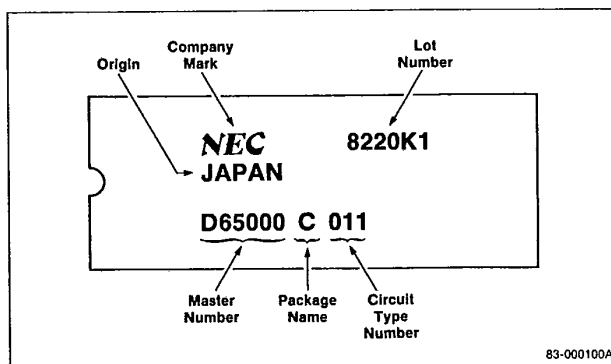 Origin
Company
Mark
Lot
Number
NEC 8220K1
JAPAN
D65000 C 011
Master
Number
Package
Name
Circuit
Type
Number
83-000100A